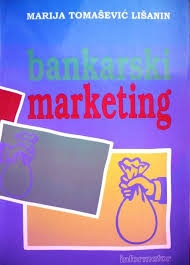 MARIJA TOMAŠEVIĆ LIŠANIN
bankarski
marketing
informator